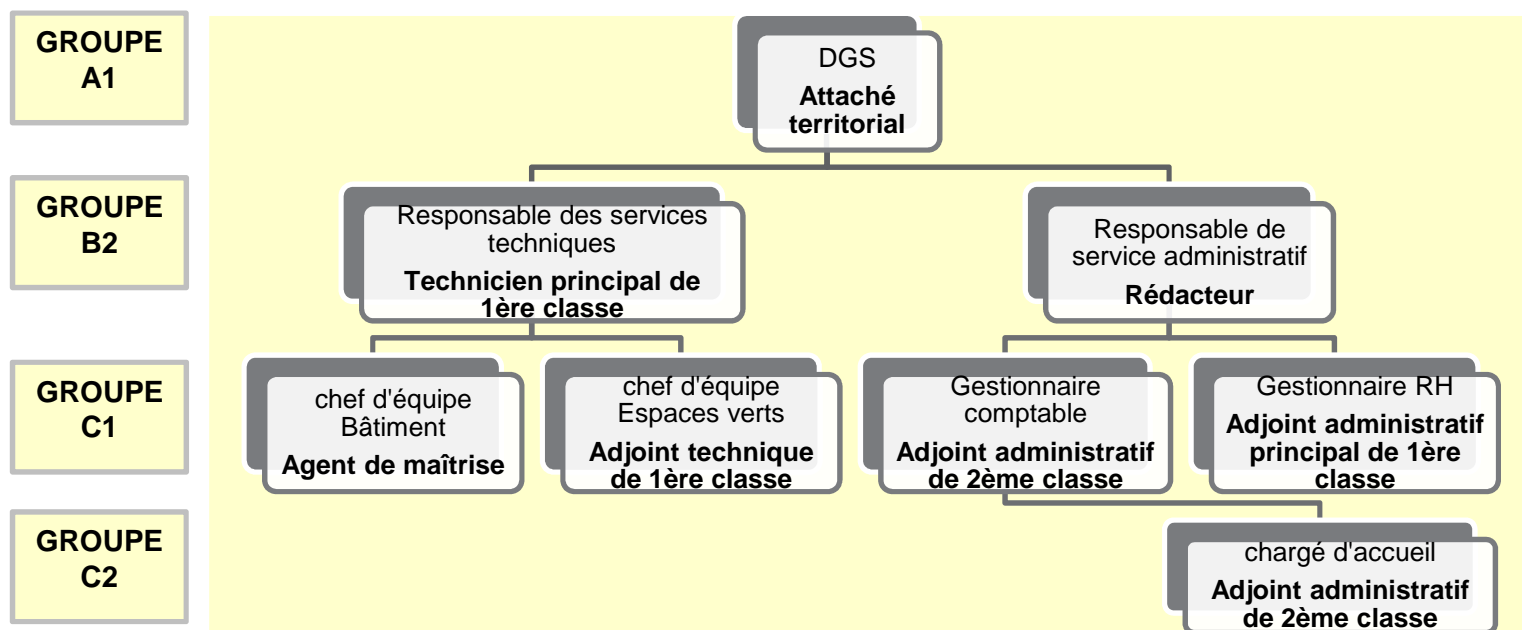 GROUPE
A1
DGS
Attaché
territorial
GROUPE
B2
Responsable des services
techniques
Technicien principal de
1ère classe
Responsable de
service administratif
Rédacteur
GROUPE
C1
chef d'équipe
Bâtiment
Agent de maîtrise
chef d'équipe
Espaces verts
Adjoint technique
de 1ère classe
Gestionnaire
comptable
Adjoint administratif
de 2ème classe
Gestionnaire RH
Adjoint administratif
principal de 1ère
classe
GROUPE
C2
chargé d'accueil
Adjoint administratif
de 2ème classe